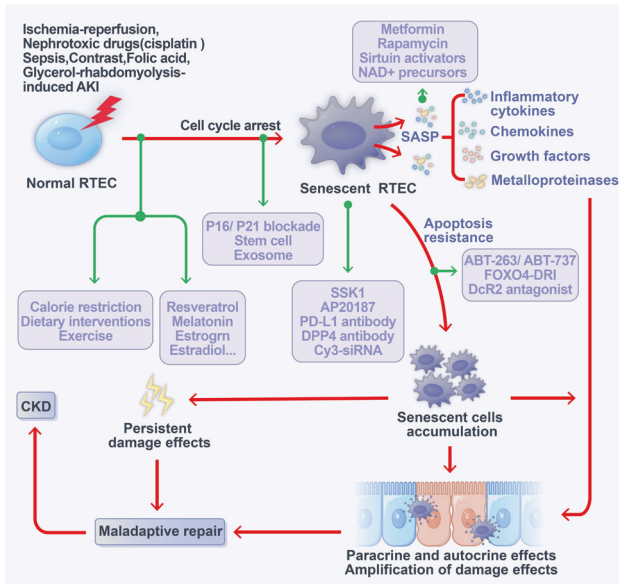 Ischemia-reperfusion,
Nephrotoxic drugs(cisplatin )
Sepsis,Contrast,Folic acid,
Glycerol-rhabdomyolysis-
induced AKI
Normal RTEC
Cell cycle arrest
Senescent RTEC
Metformin
Rapamycin
Sirtuin activators
NAD+ precursors
SASP
Inflammatory
cytokines
Chemokines
Growth factors
Metalloproteinases
P16/ P21 blockade
Stem cell
Exosome
Apoptosis
resistance
ABT-263/ ABT-737
FOXO4-DRI
DcR2 antagonist
Calorie restriction
Dietary interventions
Exercise
Resveratrol
Melatonin
Estrogrn
Estradiol...
SSK1
AP20187
PD-L1 antibody
DPP4 antibody
Cy3-siRNA
CKD
Persistent
damage effects
Senescent cells
accumulation
Maladaptive repair
Paracrine and autocrine effects
Amplification of damage effects